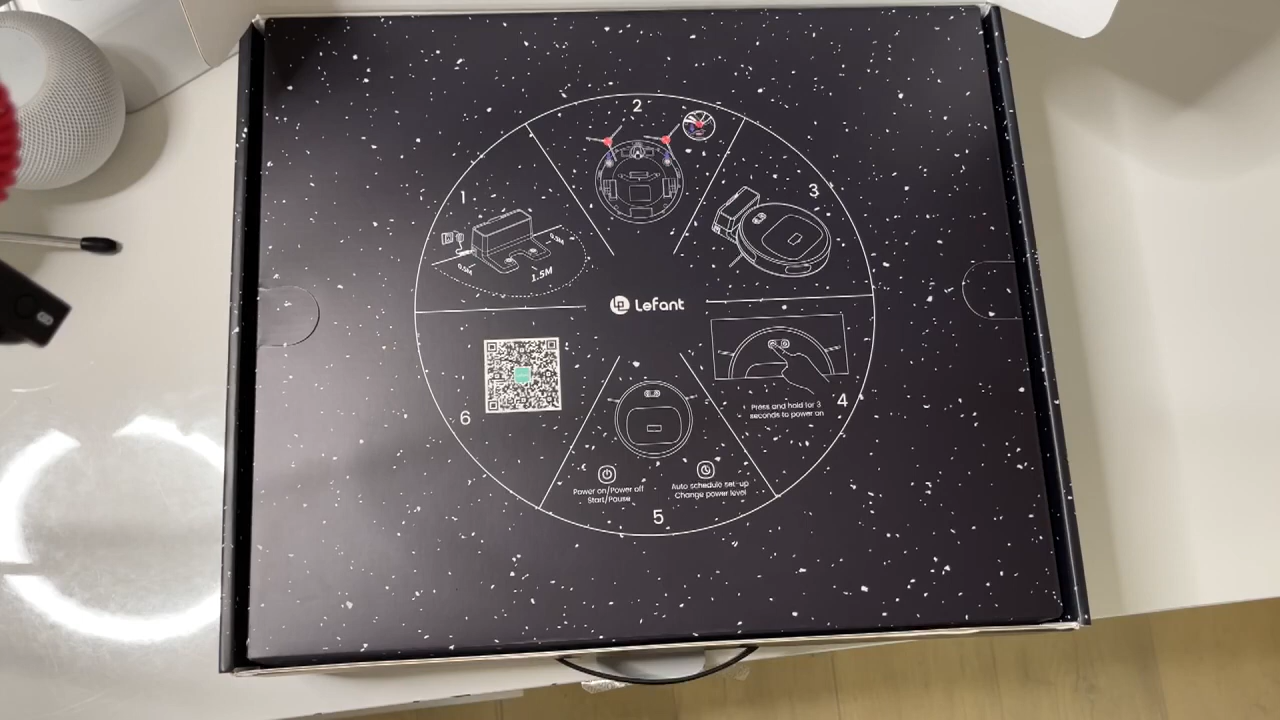 2
1
3
0.5M
0.5M
1.5M
Lefant
4
Press and hold for 3
seconds to power on
6
Power on/Power off
Start/Pause
Auto schedule set-up
Change power level
5